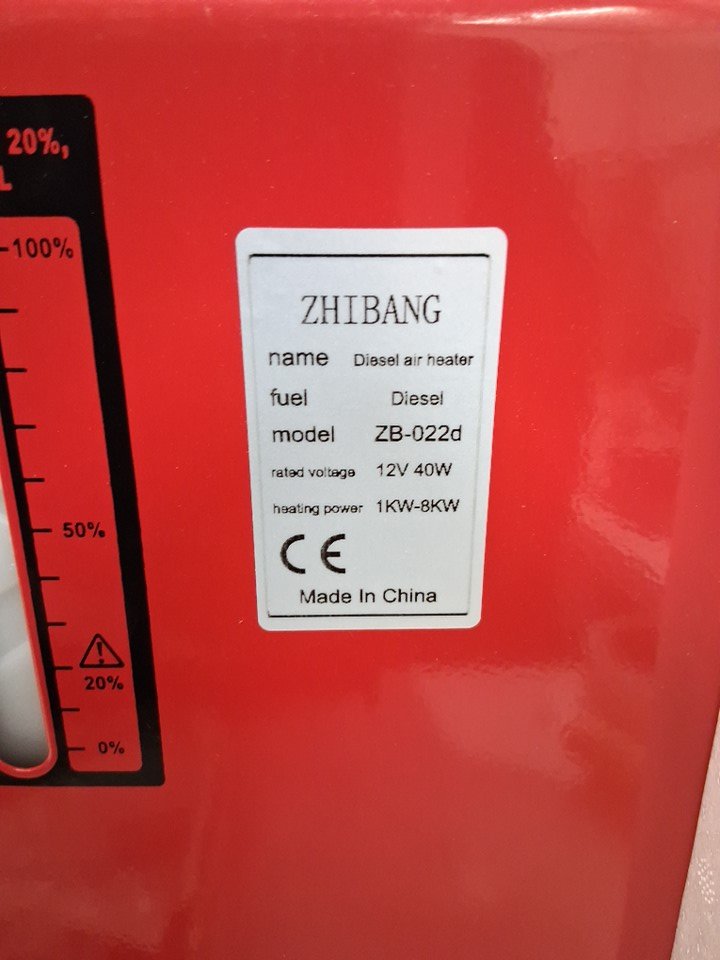 20%,
L
100%
50%
20%
0%
ZHIBANG
name Diesel air heater
fuel Diesel
model ZB-022d
rated voltage 12V 40W
heating power 1KW-8KW
CE
Made In China